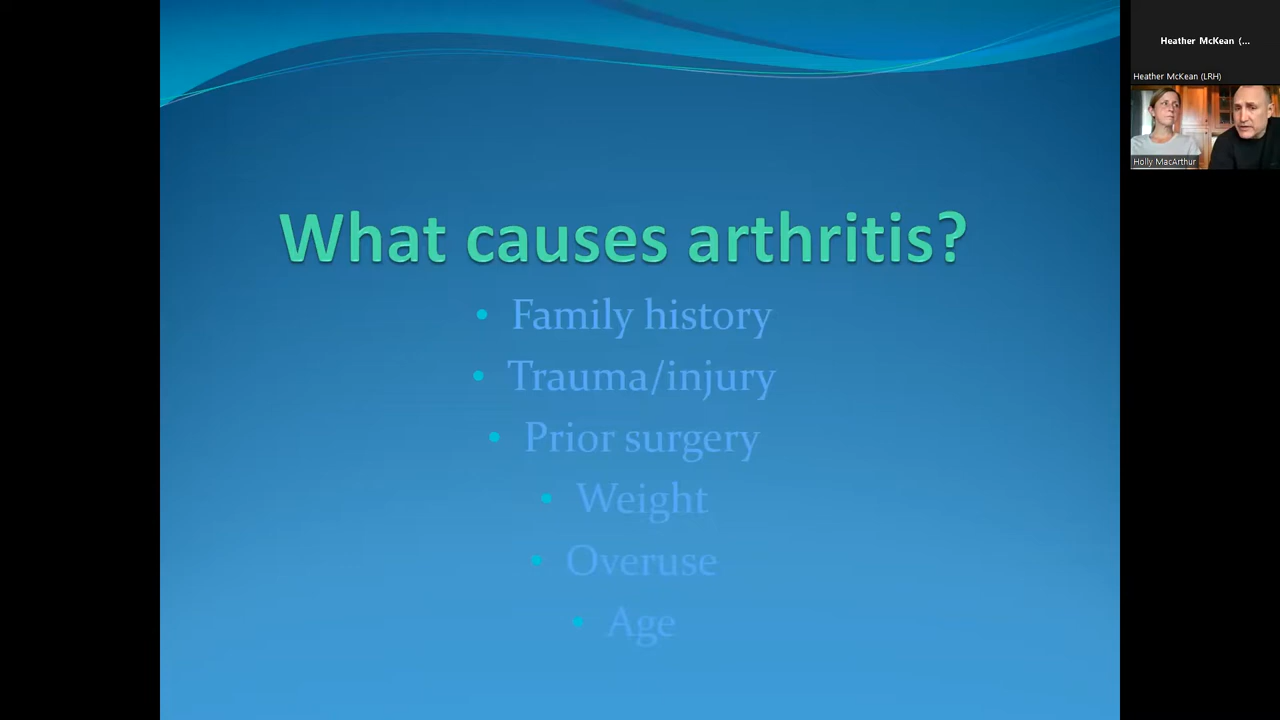 What causes arthritis?
• Family history
• Trauma/injury
• Prior surgery
• Weight
• Overuse
• Age
Heather McKean (...
Heather McKean (LRH)
Holly MacArthur